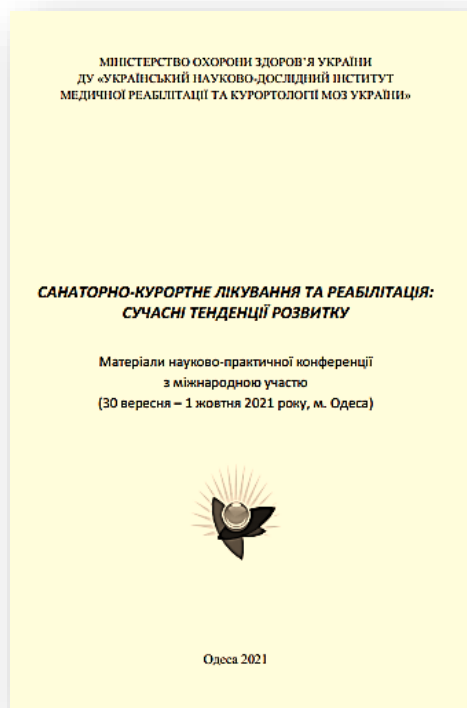 МІНІСТЕРСТВО ОХОРОНИ ЗДОРОВ'Я УКРАЇНИ
ДУ «УКРАЇНСЬКИЙ НАУКОВО-ДОСЛІДНИЙ ІНСТИТУТ
МЕДИЧНОЇ РЕАБІЛІТАЦІЇ ТА КУРОРТОЛОГІЇ МОЗ УКРАЇНИ»
САНАТОРНО-КУРОРТНЕ ЛІКУВАННЯ ТА РЕАБІЛІТАЦІЯ:
СУЧАСНІ ТЕНДЕНЦІЇ РОЗВИТКУ
Матеріали науково-практичної конференції
з міжнародною участю
(30 вересня – 1 жовтня 2021 року, м. Одеса)
Одеса 2021